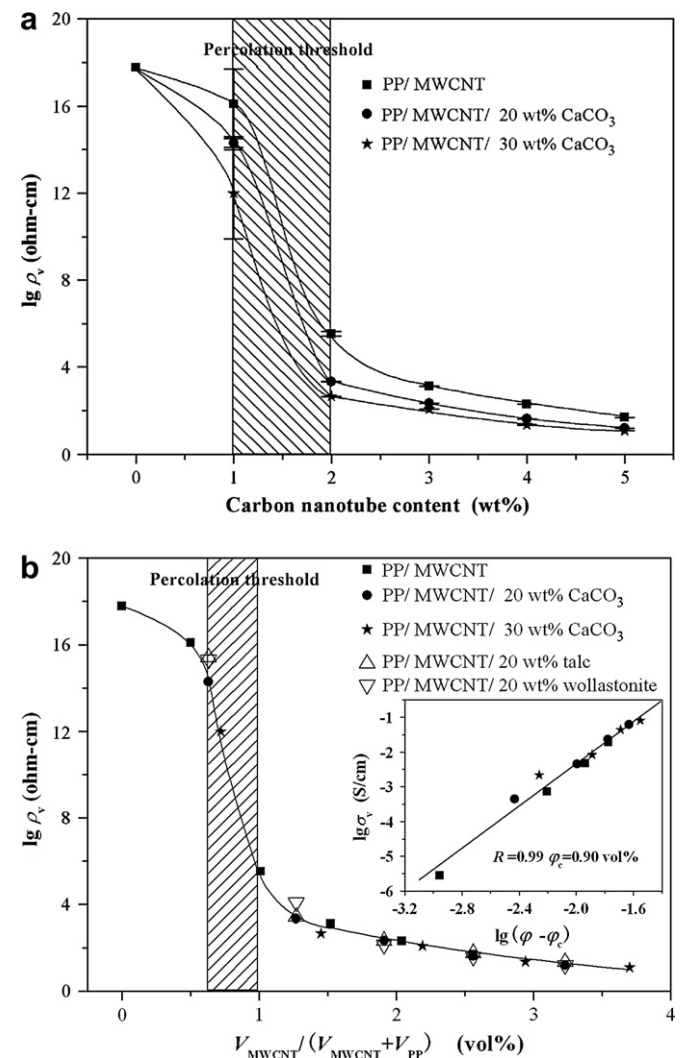 a
20
Percolation threshold
PP/ MWCNT
16
PP/ MWCNT/ 20 wt% CaCO₃
PP/ MWCNT/ 30 wt% CaCO₃
12
lg ρᵥ (ohm-cm)
8
4
0
0 1 2 3 4 5
Carbon nanotube content (wt%)
b
20
Percolation threshold
PP/ MWCNT
PP/ MWCNT/ 20 wt% CaCO₃
16
PP/ MWCNT/ 30 wt% CaCO₃
PP/ MWCNT/ 20 wt% talc
PP/ MWCNT/ 20 wt% wollastonite
12
lg ρᵥ (ohm-cm)
8
4
0
-1
-2
-3
-4
-5
-6
lgσᵥ (S/cm)
R=0.99 φc=0.90 vol%
-3.2 -2.8 -2.4 -2.0 -1.6
lg (φ -φc)
0 1 2 3 4
VMWCNT/(VMWCNT+VPP) (vol%)